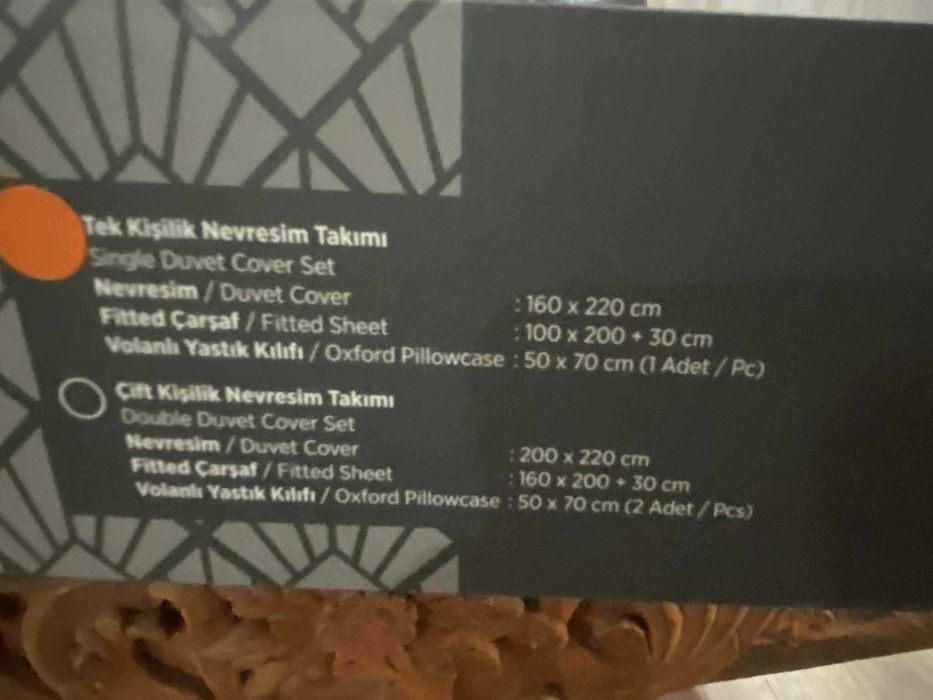 Tek Kişilik Nevresim Takımı
Single Duvet Cover Set
Nevresim / Duvet Cover : 160 x 220 cm
Fitted Çarşaf / Fitted Sheet : 100 x 200 + 30 cm
Volanlı Yastık Kılıfı / Oxford Pillowcase : 50 x 70 cm (1 Adet / Pc)
Çift Kişilik Nevresim Takımı
Double Duvet Cover Set
Nevresim / Duvet Cover : 200 x 220 cm
Fitted Çarşaf / Fitted Sheet : 160 x 200 + 30 cm
Volanlı Yastık Kılıfı / Oxford Pillowcase : 50 x 70 cm (2 Adet / Pcs)